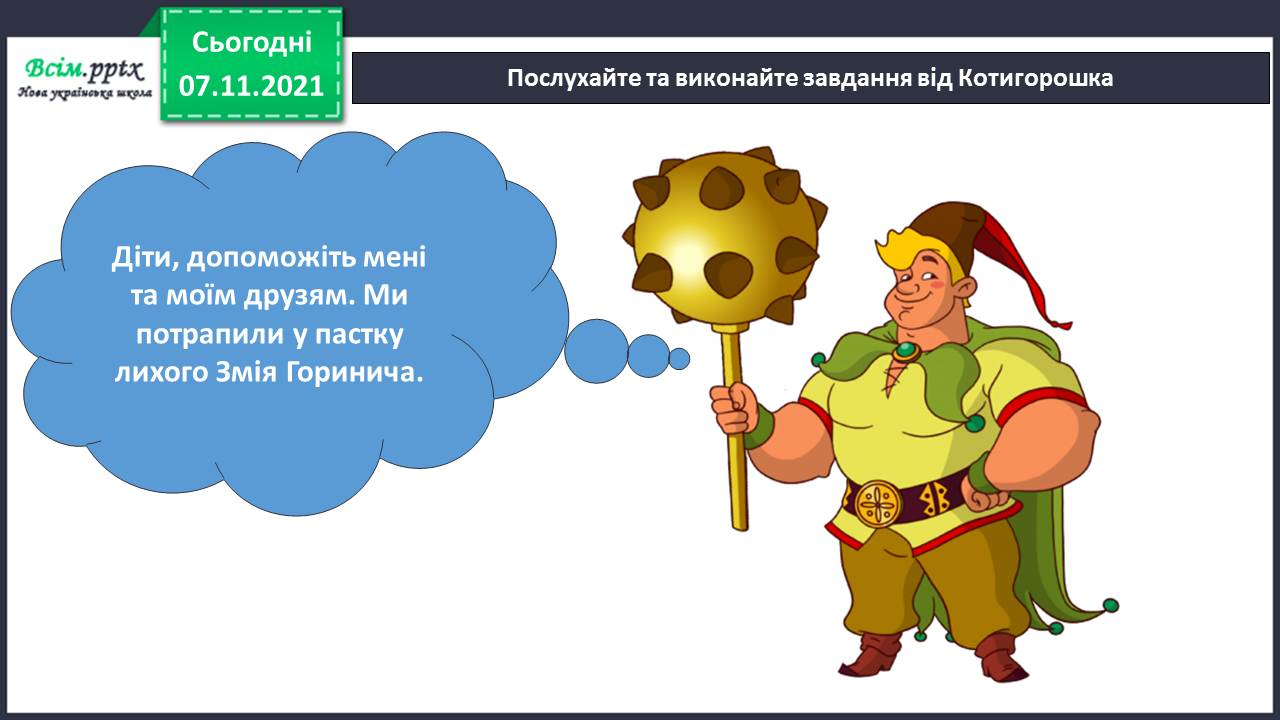 Всім.pptx
Нова українська школа
Сьогодні
07.11.2021
Послухайте та виконайте завдання від Котигорошка
Діти, допоможіть мені
та моїм друзям. Ми
потрапили у пастку
лихого Змія Горинича.